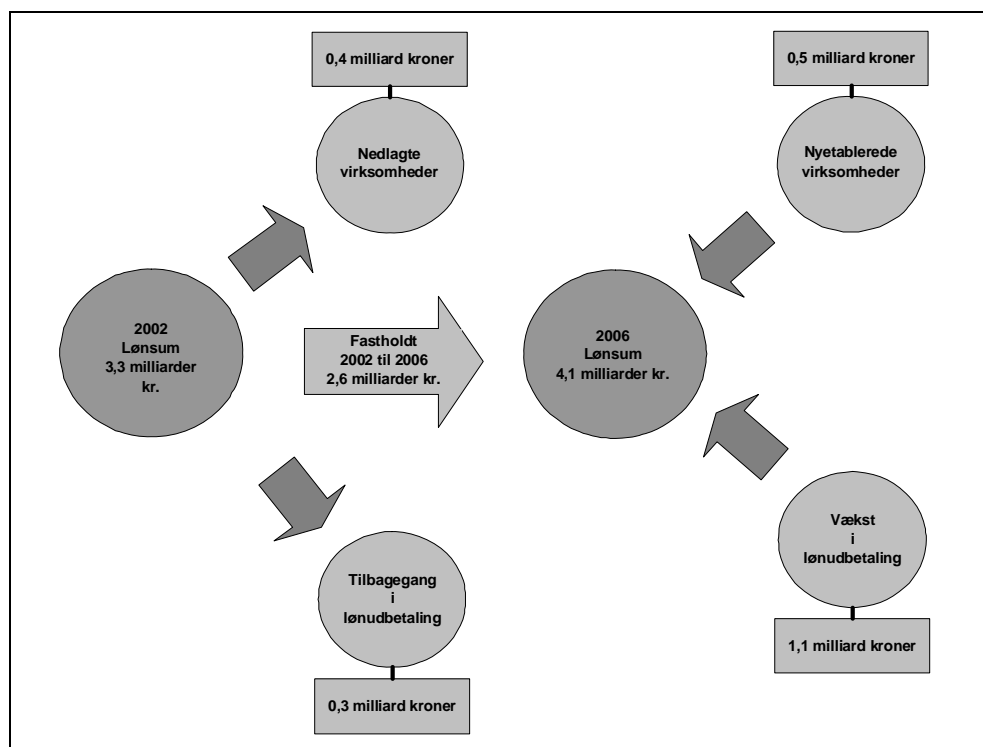 0,4 milliard kroner
Nedlagte
virksomheder
0,5 milliard kroner
Nyetablerede
virksomheder
2002
Lønsum
3,3 milliarder
kr.
Fastholdt
2002 til 2006
2,6 milliarder kr.
2006
Lønsum
4,1 milliarder kr.
Tilbagegang
i
lønudbetaling
0,3 milliard kroner
Vækst
i
lønudbetaling
1,1 milliard kroner